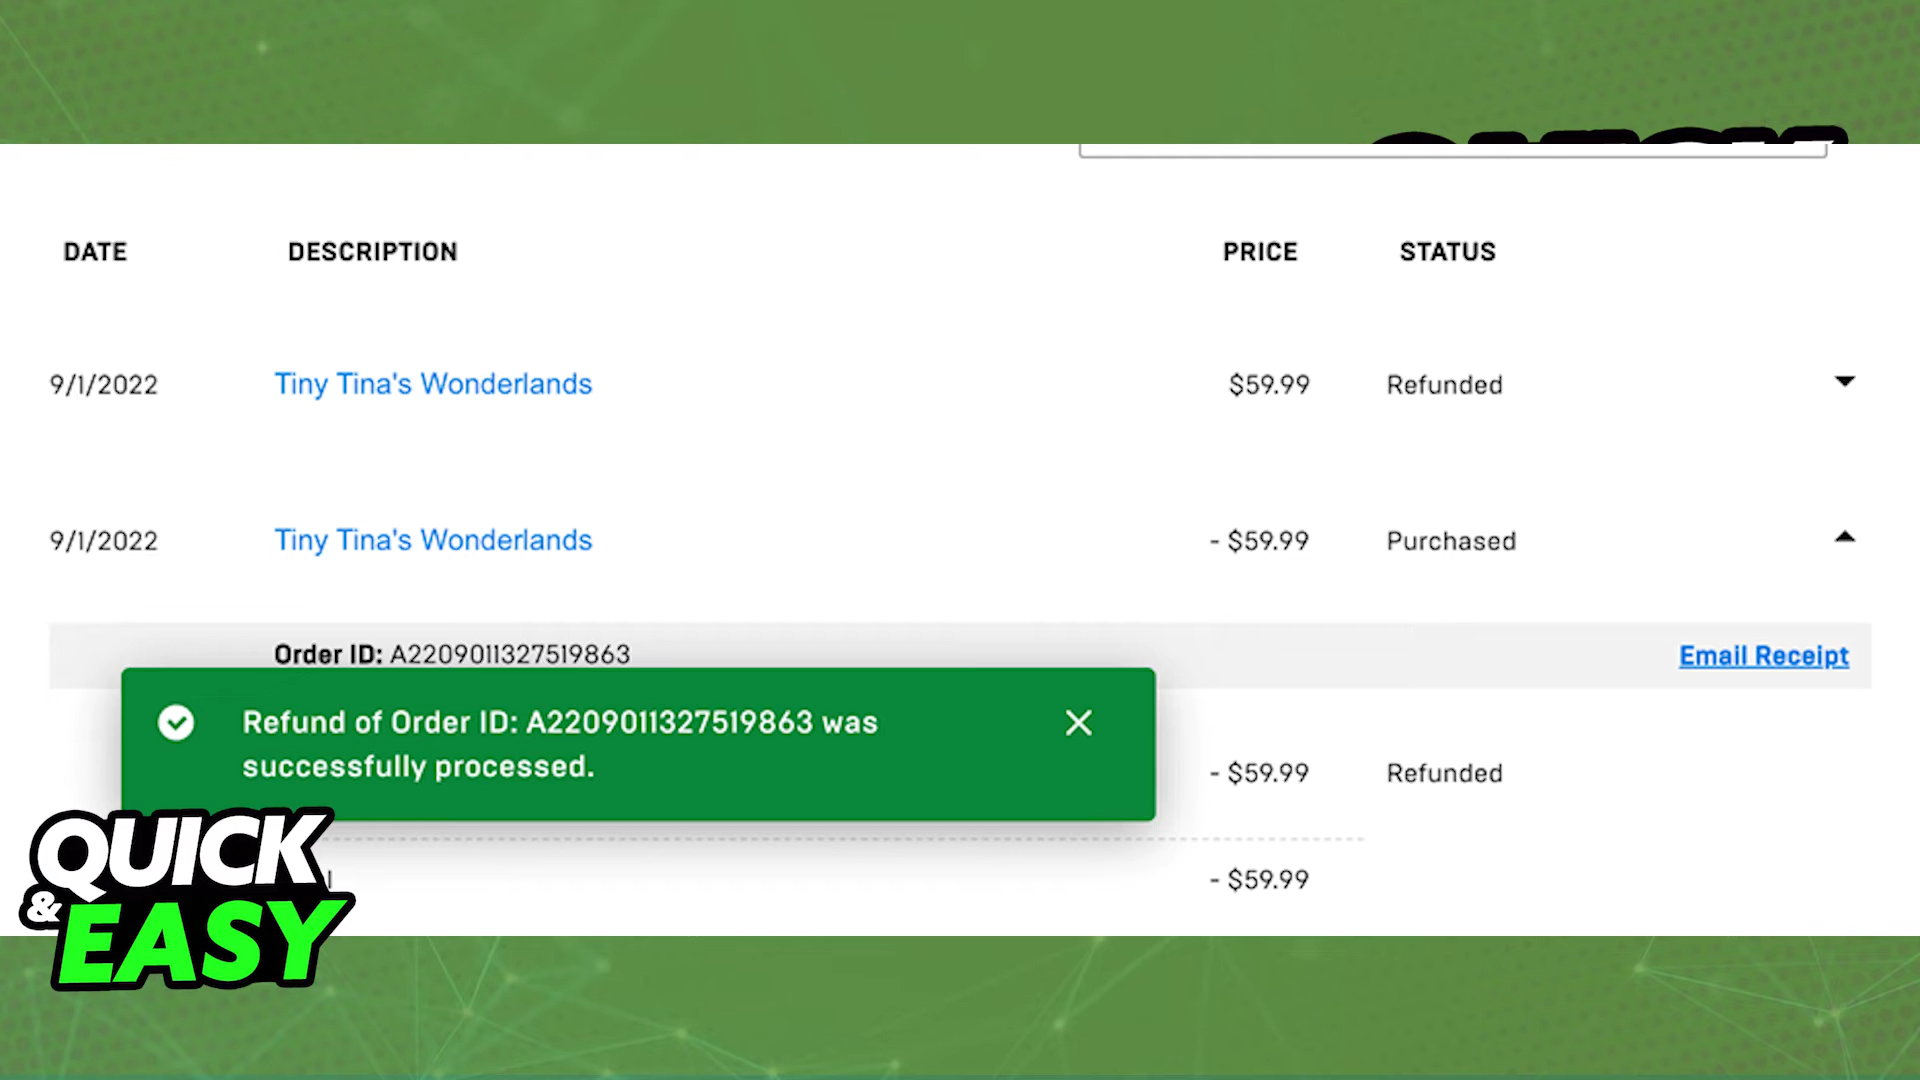 DATE DESCRIPTION PRICE STATUS
9/1/2022 Tiny Tina's Wonderlands $59.99 Refunded
9/1/2022 Tiny Tina's Wonderlands - $59.99 Purchased
Order ID: A2209011327519863 Email Receipt
Refund of Order ID: A2209011327519863 was
successfully processed.
- $59.99 Refunded
- $59.99
QUICK
& EASY